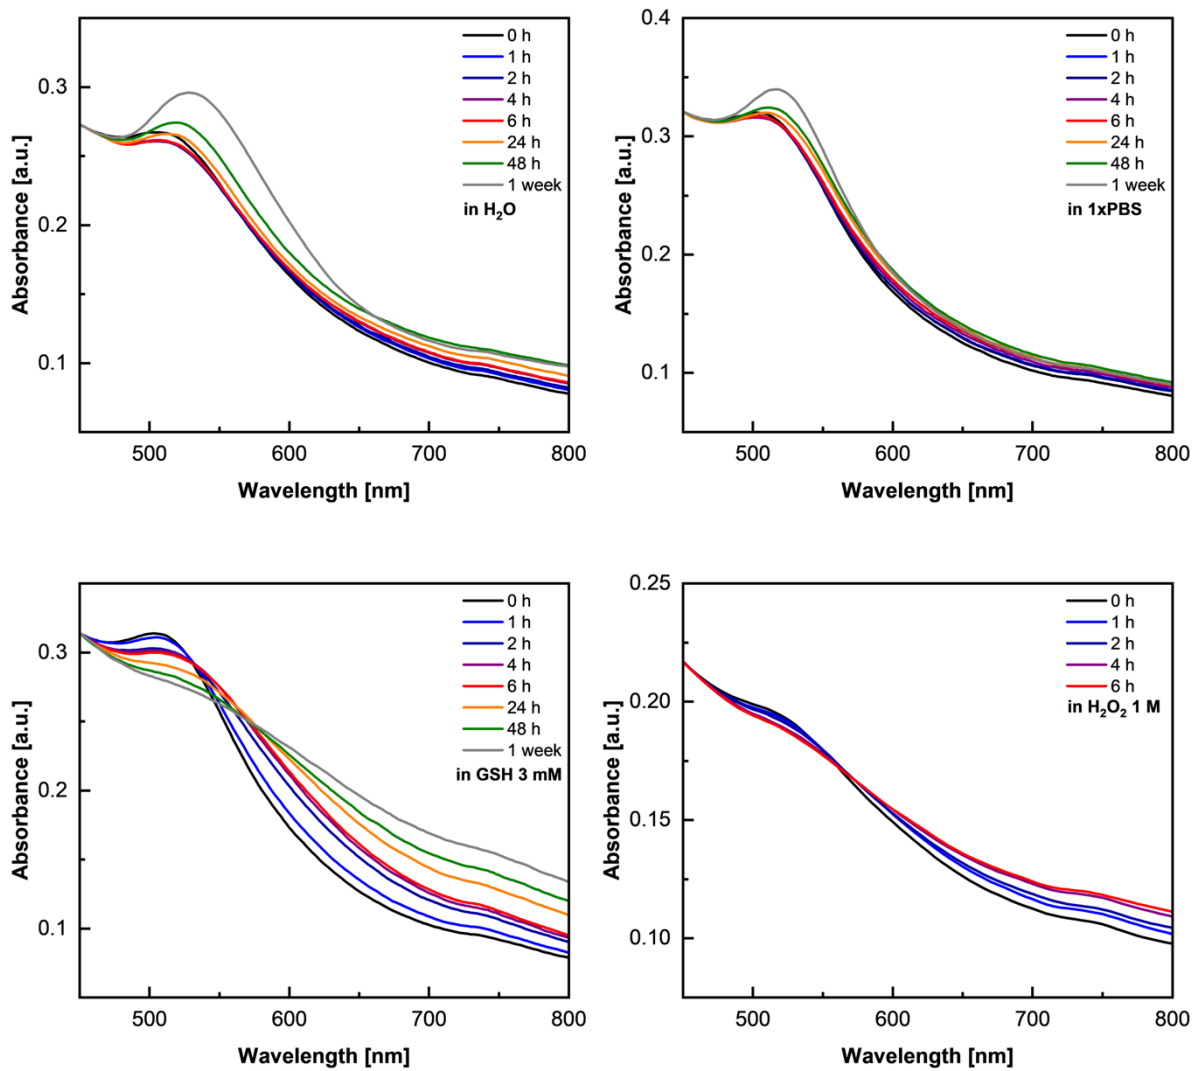 0.3
0.2
0.1
Absorbance [a.u.]
500 600 700 800
Wavelength [nm]
0 h
1 h
2 h
4 h
6 h
24 h
48 h
1 week
in H₂O
0.4
0.3
0.2
0.1
Absorbance [a.u.]
500 600 700 800
Wavelength [nm]
0 h
1 h
2 h
4 h
6 h
24 h
48 h
1 week
in 1xPBS
0.3
0.2
0.1
Absorbance [a.u.]
500 600 700 800
Wavelength [nm]
0 h
1 h
2 h
4 h
6 h
24 h
48 h
1 week
in GSH 3 mM
0.25
0.20
0.15
0.10
Absorbance [a.u.]
500 600 700 800
Wavelength [nm]
0 h
1 h
2 h
4 h
6 h
in H₂O₂ 1 M